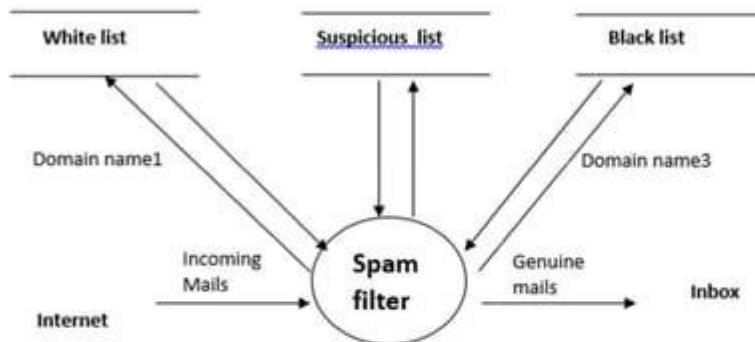 White list
Suspicious list
Black list
Domain name1
Domain name3
Incoming
Mails
Spam
filter
Genuine
mails
Internet
Inbox